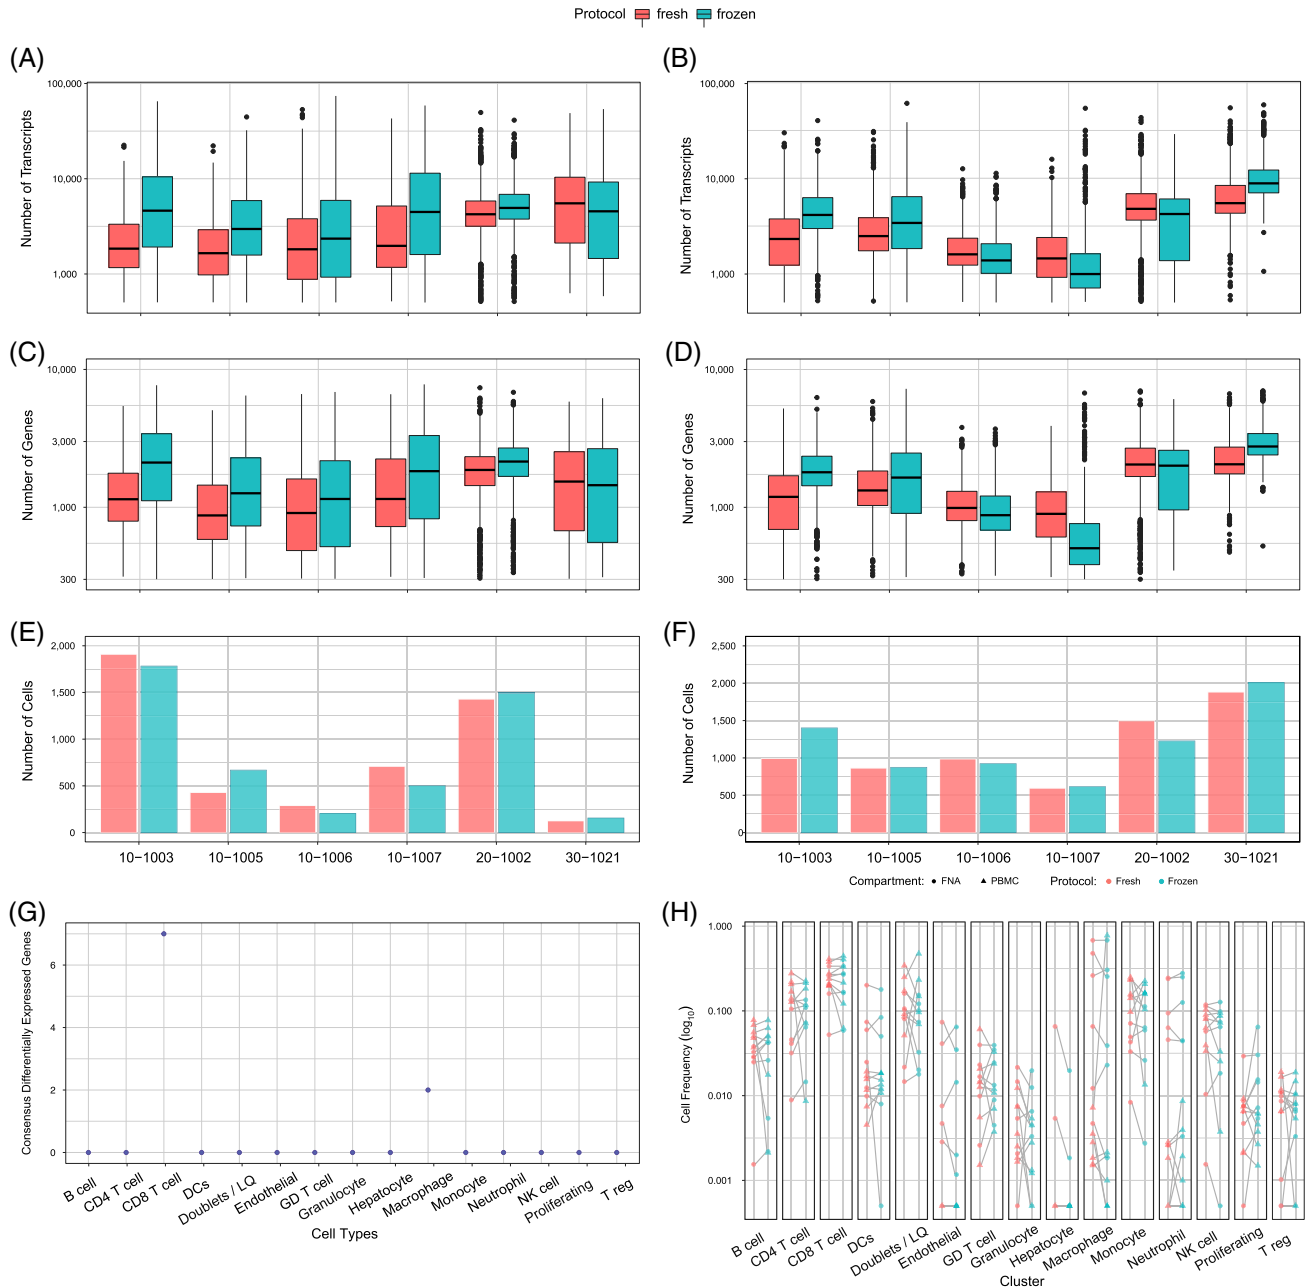 Protocol fresh frozen
(A)
(B)
Number of Transcripts
100,000
10,000
1,000
Number of Transcripts
100,000
10,000
1,000
(C)
(D)
Number of Genes
10,000
3,000
1,000
300
Number of Genes
10,000
3,000
1,000
300
(E)
(F)
Number of Cells
2,000
1,500
1,000
500
0
10-1003 10-1005 10-1006 10-1007 20-1002 30-1021
Number of Cells
2,500
2,000
1,500
1,000
500
0
10-1003 10-1005 10-1006 10-1007 20-1002 30-1021
(G)
Consensus Differentially Expressed Genes
6
4
2
0
B cell CD4 T cell CD8 T cell DCs Doublets / LQ Endothelial GD T cell Granulocyte Hepatocyte Macrophage Monocyte Neutrophil NK cell Proliferating T reg
Cell Types
Compartment: FNA PBMC Protocol: Fresh Frozen
(H)
Cell Frequency (log10)
1.000
0.100
0.010
0.001
B cell CD4 T cell CD8 T cell DCs Doublets / LQ Endothelial GD T cell Granulocyte Hepatocyte Macrophage Monocyte Neutrophil NK cell Proliferating T reg
Cluster